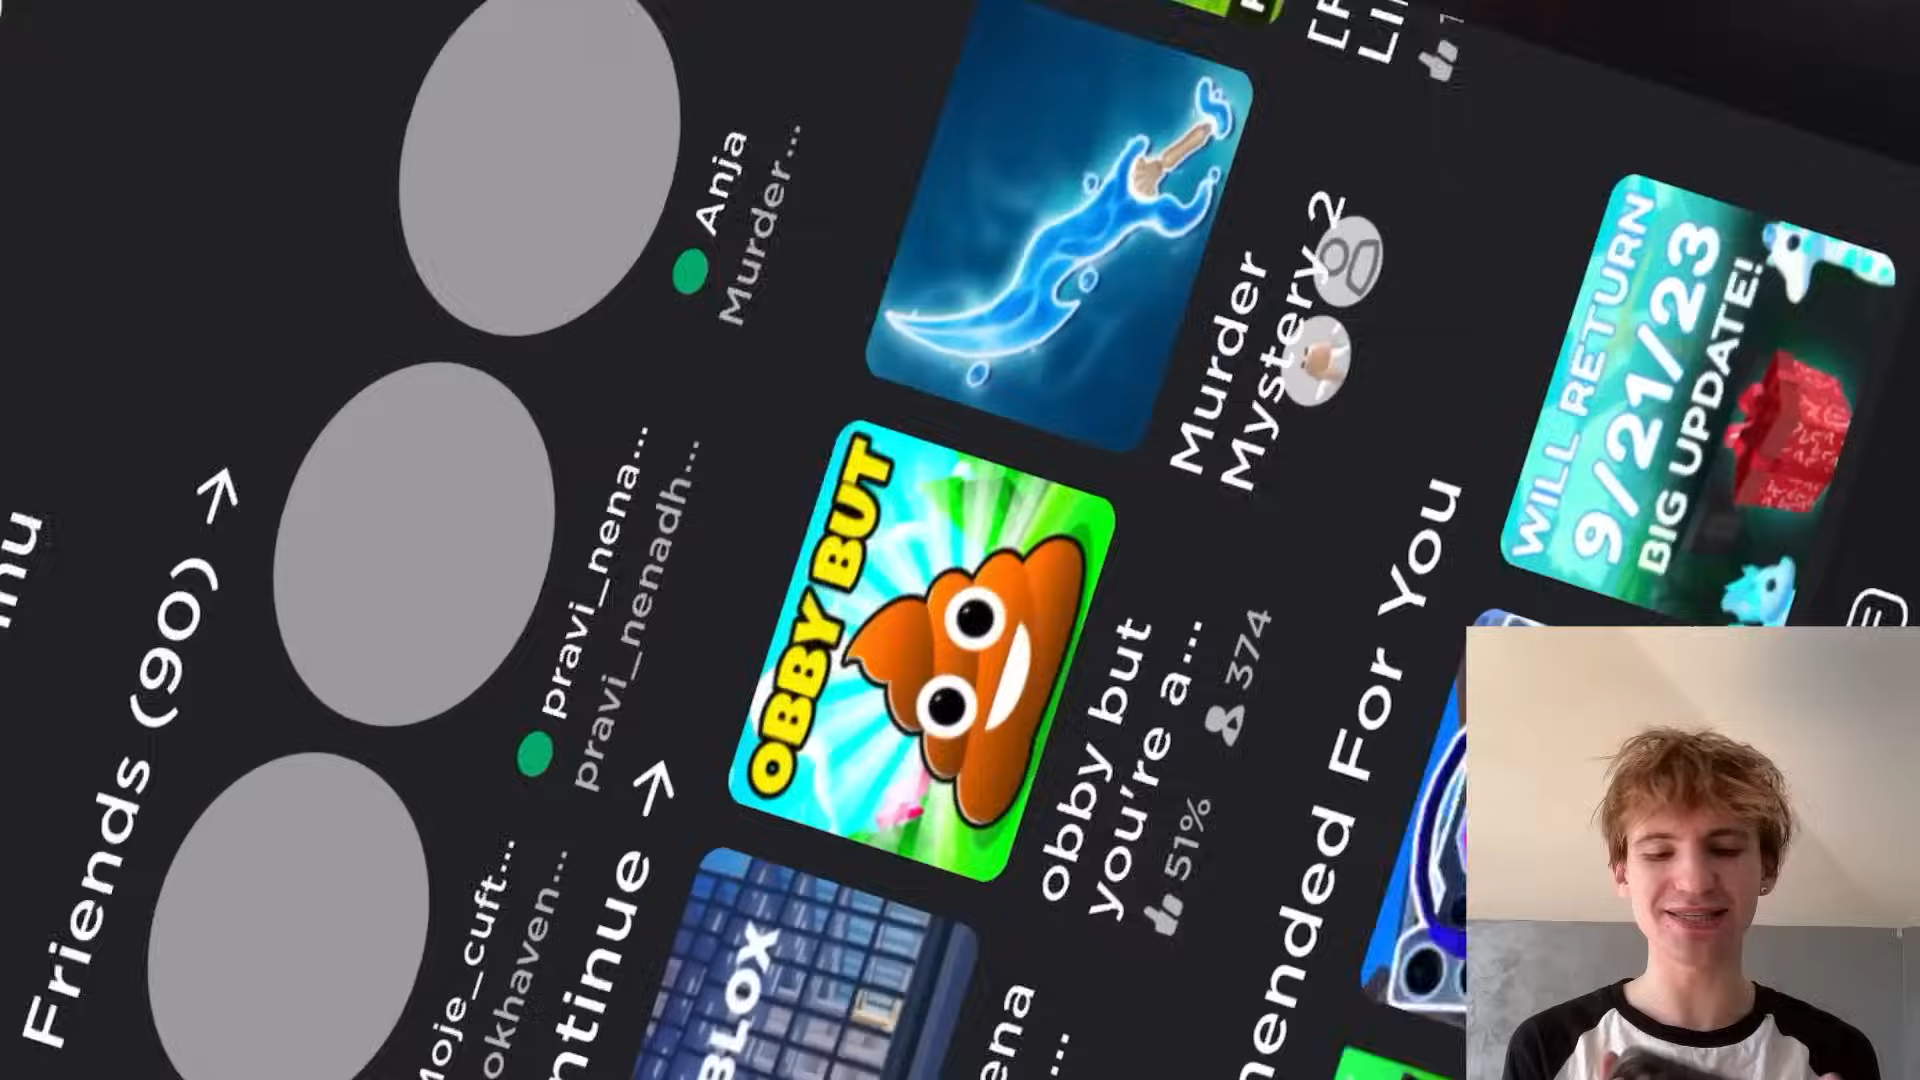 Friends (90) →
Anja
Murder...
pravi_nena...
pravi_nenadh...
Moje_cuft...
okhaven...
ntinue →
Murder
Mystery 2
OBBY BUT
obby but
you're a...
51% 374
BLOX
ena
...
mended For You
WILL RETURN
9/21/23
BIG UPDATE!